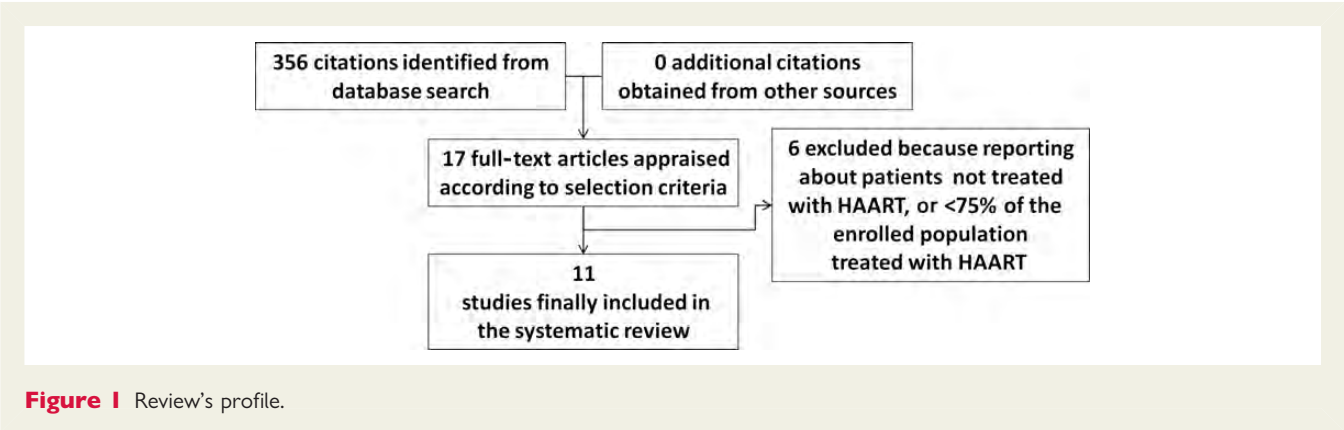 356 citations identified from
database search
0 additional citations
obtained from other sources
17 full-text articles appraised
according to selection criteria
6 excluded because reporting
about patients not treated
with HAART, or <75% of the
enrolled population
treated with HAART
11
studies finally included in
the systematic review
Figure 1 Review's profile.